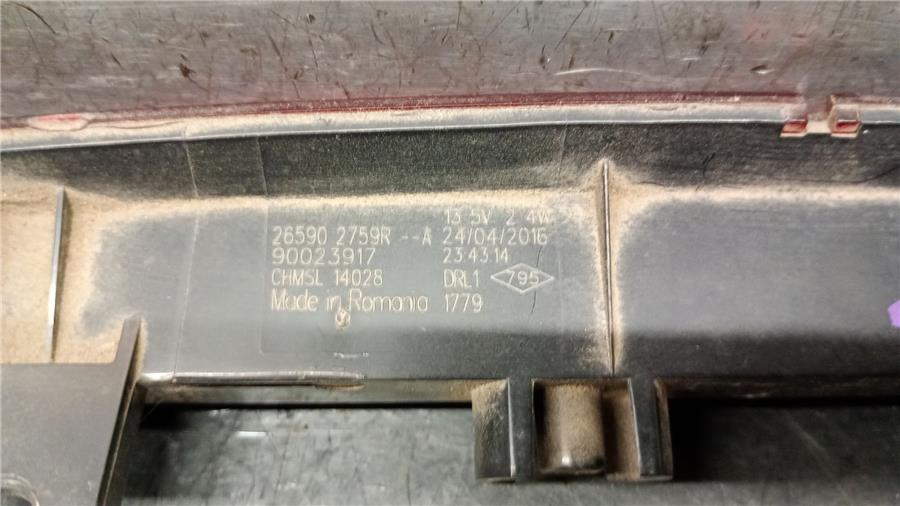 13.5V 2.4W
26590 2759R --A 24/04/2016
90023917 23:43:14
CHMSL 14028 DRL1 795
Made in Romania 1779